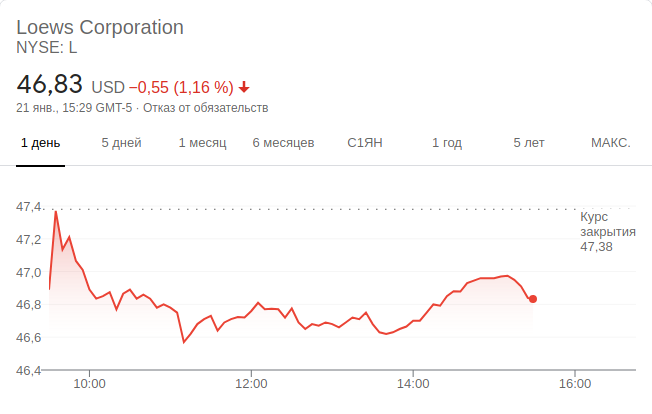 Loews Corporation
NYSE: L
46,83 USD −0,55 (1,16 %)
21 янв., 15:29 GMT-5 · Отказ от обязательств
1 день 5 дней 1 месяц 6 месяцев С1ЯН 1 год 5 лет МАКС.
47,4
47,2
47,0
46,8
46,6
46,4
Курс
закрытия
47,38
10:00 12:00 14:00 16:00